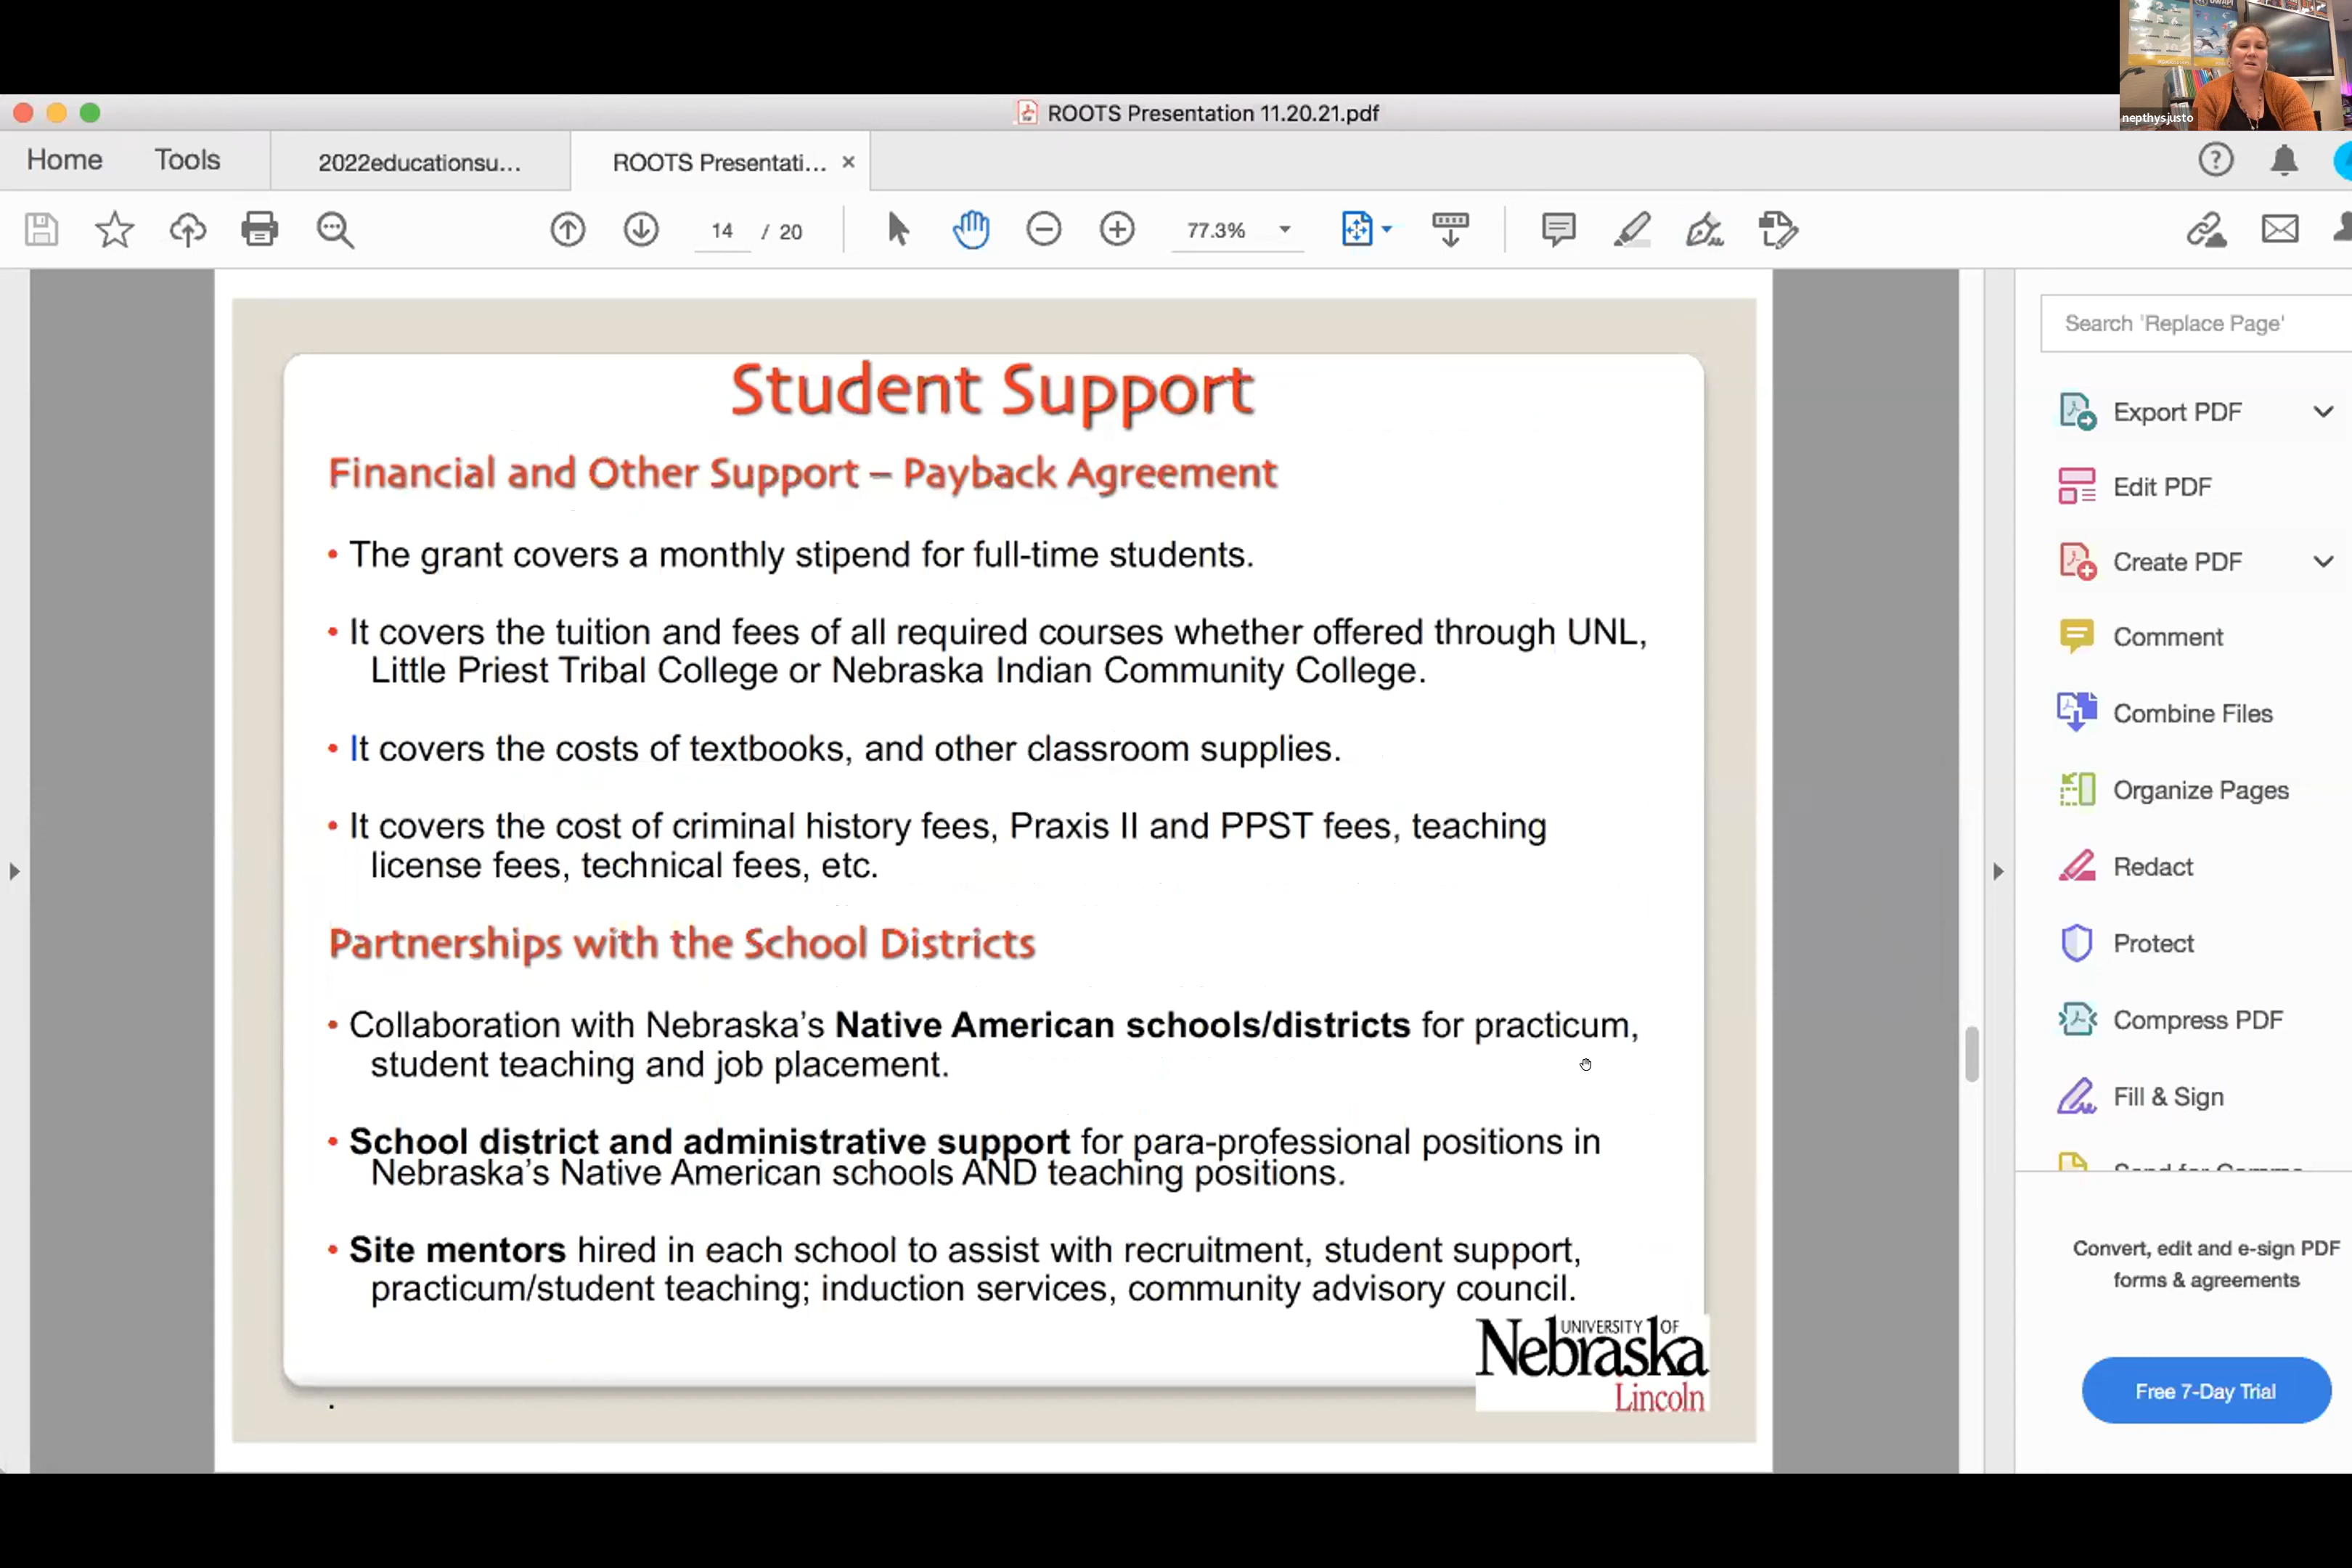 nepthysjusto
ROOTS Presentation 11.20.21.pdf
Home Tools 2022educationsu... ROOTS Presentati... ×
14 / 20 77.3%
Student Support
Financial and Other Support – Payback Agreement
• The grant covers a monthly stipend for full-time students.
• It covers the tuition and fees of all required courses whether offered through UNL,
Little Priest Tribal College or Nebraska Indian Community College.
• It covers the costs of textbooks, and other classroom supplies.
• It covers the cost of criminal history fees, Praxis II and PPST fees, teaching
license fees, technical fees, etc.
Partnerships with the School Districts
• Collaboration with Nebraska's Native American schools/districts for practicum,
student teaching and job placement.
• School district and administrative support for para-professional positions in
Nebraska's Native American schools AND teaching positions.
• Site mentors hired in each school to assist with recruitment, student support,
practicum/student teaching; induction services, community advisory council.
.
UNIVERSITY OF
Nebraska
Lincoln
Search 'Replace Page'
Export PDF
Edit PDF
Create PDF
Comment
Combine Files
Organize Pages
Redact
Protect
Compress PDF
Fill & Sign
Convert, edit and e-sign PDF
forms & agreements
Free 7-Day Trial